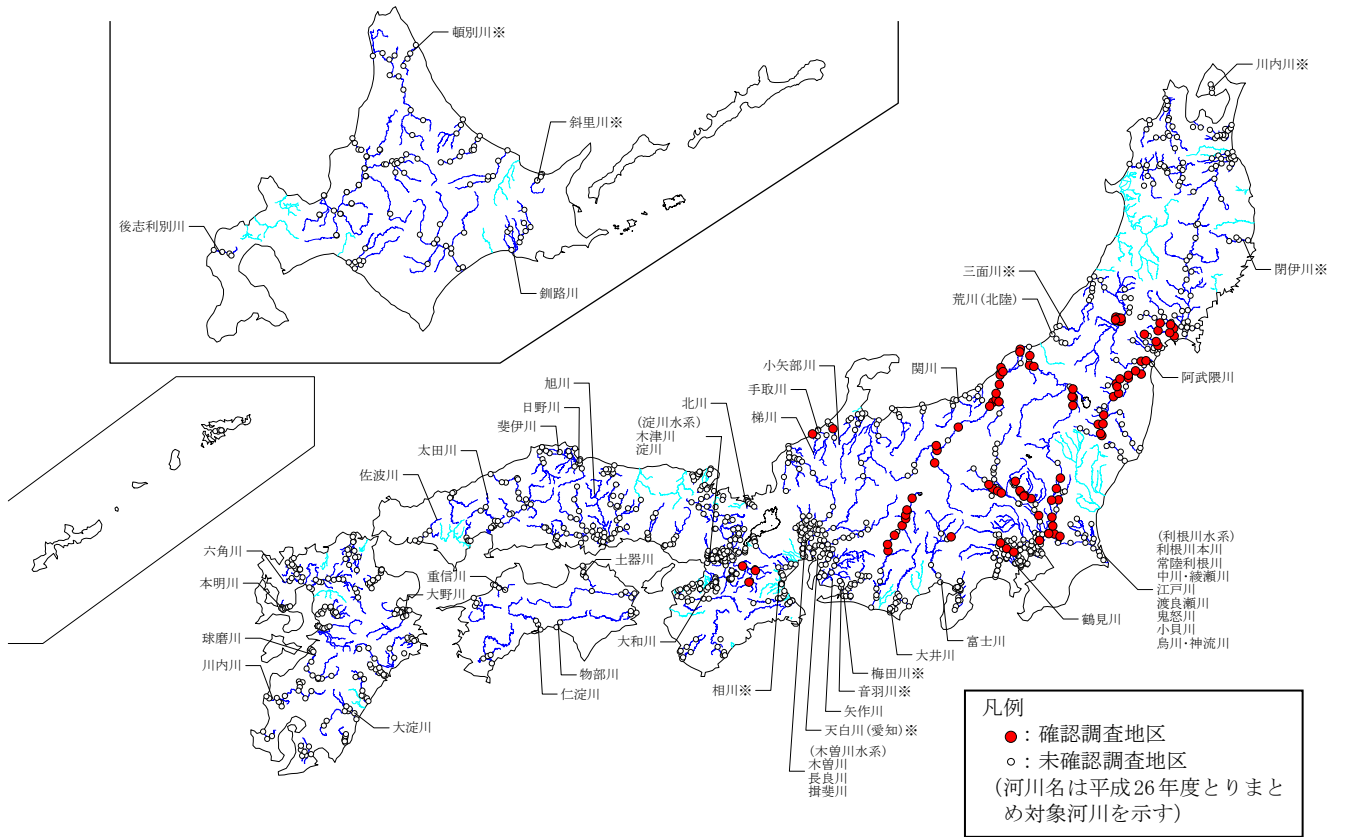 頓別川※
斜里川※
後志利別川
釧路川
川内川※
閉伊川※
三面川※
荒川(北陸)
阿武隈川
小矢部川
手取川
梯川
関川
旭川
日野川
斐伊川
太田川
佐波川
(淀川水系)
木津川
淀川
北川
六角川
本明川
球磨川
川内川
重信川
大野川
土器川
大和川
物部川
仁淀川
大淀川
相川※
(木曽川水系)
木曽川
長良川
揖斐川
天白川(愛知)※
矢作川
音羽川※
梅田川※
大井川
富士川
鶴見川
(利根川水系)
利根川本川
常陸利根川
中川・綾瀬川
江戸川
渡良瀬川
鬼怒川
小貝川
烏川・神流川
凡例
●：確認調査地区
○：未確認調査地区
(河川名は平成26年度とりまと
め対象河川を示す)